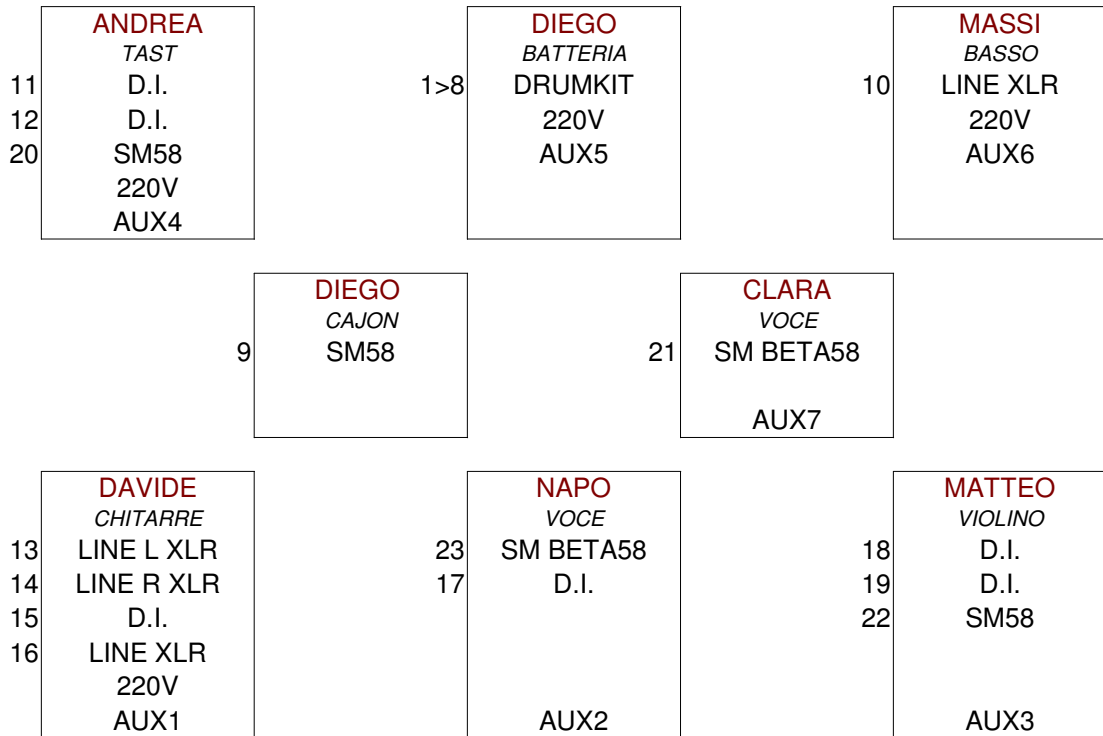 ANDREA
TAST
11 D.I.
12 D.I.
20 SM58
220V
AUX4
DIEGO
BATTERIA
1>8 DRUMKIT
220V
AUX5
MASSI
BASSO
10 LINE XLR
220V
AUX6
DIEGO
CAJON
9 SM58
CLARA
VOCE
21 SM BETA58
AUX7
DAVIDE
CHITARRE
13 LINE L XLR
14 LINE R XLR
15 D.I.
16 LINE XLR
220V
AUX1
NAPO
VOCE
23 SM BETA58
17 D.I.
AUX2
MATTEO
VIOLINO
18 D.I.
19 D.I.
22 SM58
AUX3